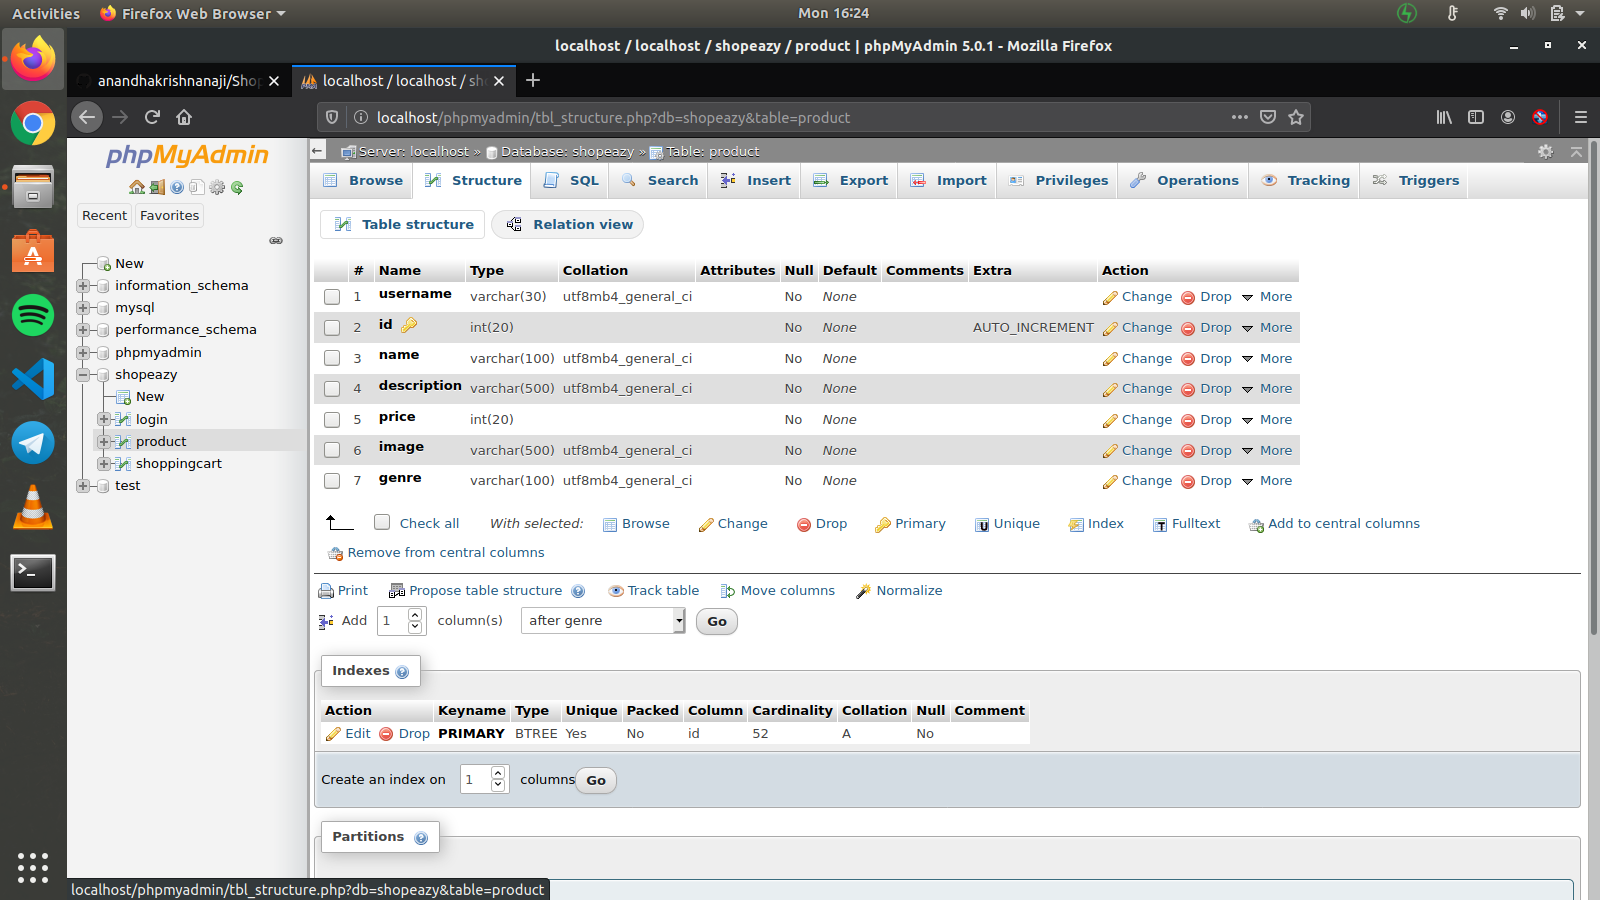 Activities Firefox Web Browser Mon 16:24
localhost / localhost / shopeazy / product | phpMyAdmin 5.0.1 - Mozilla Firefox
anandhakrishnanaji/Shop localhost / localhost / sh
localhost/phpmyadmin/tbl_structure.php?db=shopeazy&table=product
phpMyAdmin
Recent Favorites
New
information_schema
mysql
performance_schema
phpmyadmin
shopeazy
New
login
product
shoppingcart
test
Server: localhost » Database: shopeazy » Table: product
Browse Structure SQL Search Insert Export Import Privileges Operations Tracking Triggers
Table structure Relation view
# Name Type Collation Attributes Null Default Comments Extra Action
1 username varchar(30) utf8mb4_general_ci No None Change Drop More
2 id int(20) No None AUTO_INCREMENT Change Drop More
3 name varchar(100) utf8mb4_general_ci No None Change Drop More
4 description varchar(500) utf8mb4_general_ci No None Change Drop More
5 price int(20) No None Change Drop More
6 image varchar(500) utf8mb4_general_ci No None Change Drop More
7 genre varchar(100) utf8mb4_general_ci No None Change Drop More
Check all With selected: Browse Change Drop Primary Unique Index Fulltext Add to central columns
Remove from central columns
Print Propose table structure Track table Move columns Normalize
Add 1 column(s) after genre Go
Indexes
Action Keyname Type Unique Packed Column Cardinality Collation Null Comment
Edit Drop PRIMARY BTREE Yes No id 52 A No
Create an index on 1 columns Go
Partitions
localhost/phpmyadmin/tbl_structure.php?db=shopeazy&table=product